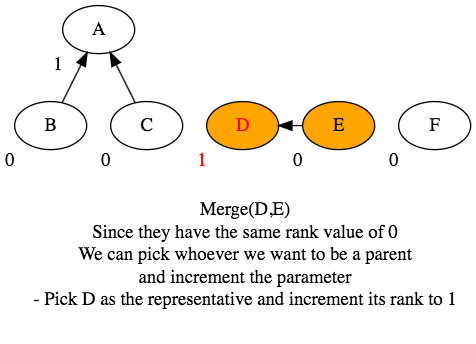 A
1
B C D E F
0 0 1 0 0
Merge(D,E)
Since they have the same rank value of 0
We can pick whoever we want to be a parent
and increment the parameter
- Pick D as the representative and increment its rank to 1